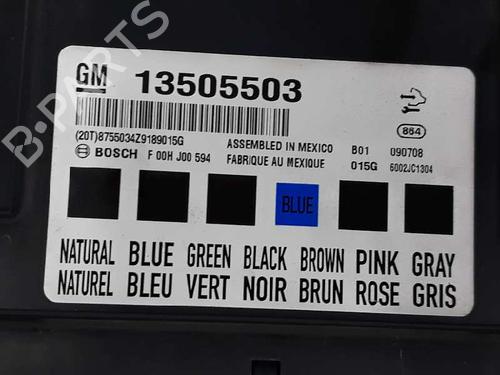 GM 13505503
(20T)8755034Z9189015G
ASSEMBLED IN MEXICO B01 090708
BOSCH F 00H J00 594 FABRIQUE AU MEXIQUE 015G 6002JC1304
864
BLUE
NATURAL BLUE GREEN BLACK BROWN PINK GRAY
NATUREL BLEU VERT NOIR BRUN ROSE GRIS
B-PARTS